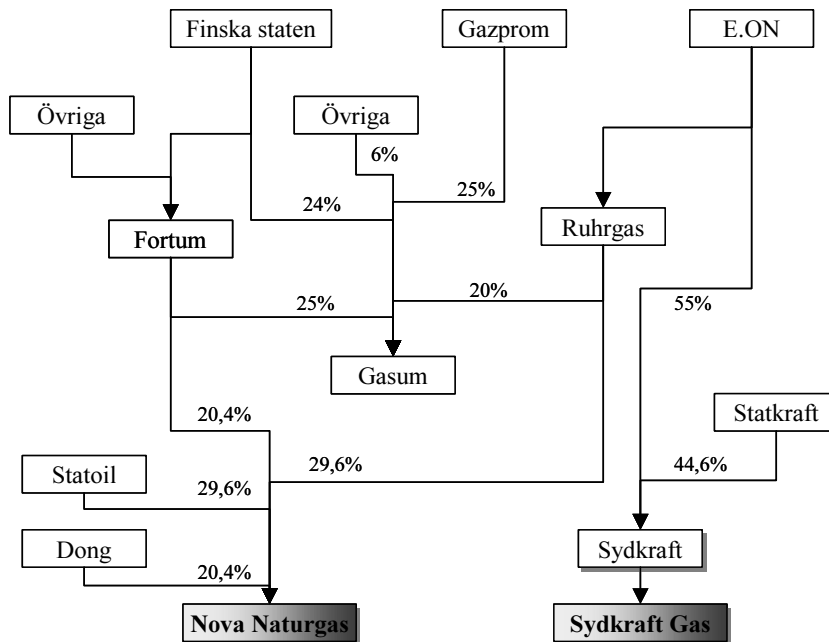 Finska staten
Gazprom
E.ON
Övriga
Övriga
6%
25%
24%
Fortum
Ruhrgas
25%
20%
55%
Gasum
Statkraft
20,4%
29,6%
44,6%
Statoil
29,6%
Dong
Sydkraft
20,4%
Nova Naturgas
Sydkraft Gas